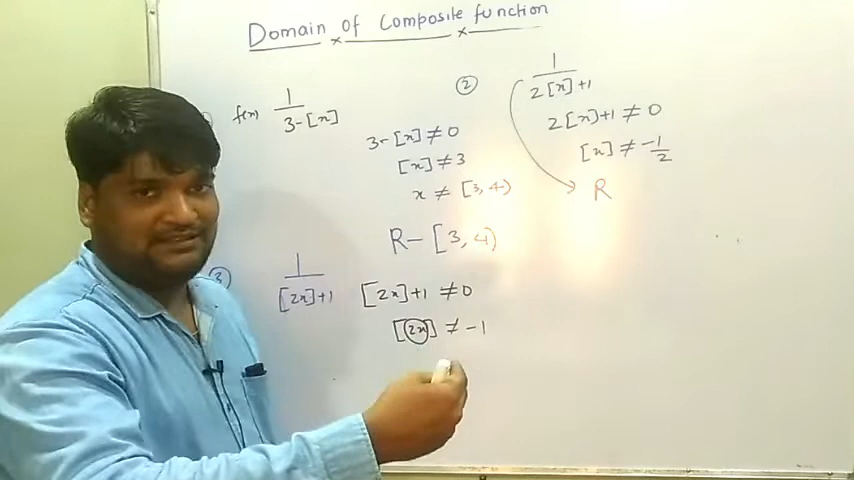 Domain of Composite function
f(x) 1/(3-[x])
3-[x] ≠ 0
[x] ≠ 3
x ≠ [3, 4)
R - [3, 4)
② 1/(2[x]+1)
2[x]+1 ≠ 0
[x] ≠ -1/2
R
③ 1/([2x]+1)
[2x]+1 ≠ 0
[2x] ≠ -1